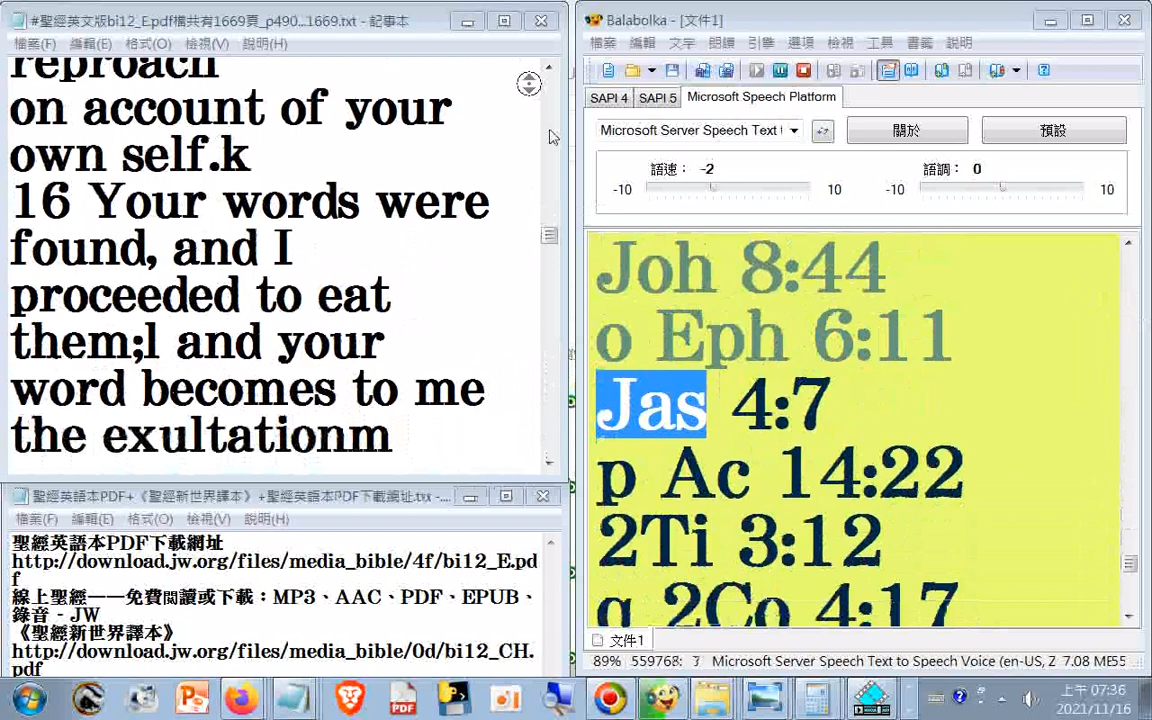 #聖經英文版bi12_E.pdf檔共有1669頁_p490...1669.txt - 記事本
檔案(F) 編輯(E) 格式(O) 檢視(V) 說明(H)
reproach
on account of your
own self.k
16 Your words were
found, and I
proceeded to eat
them;l and your
word becomes to me
the exultationm
聖經英語本PDF+《聖經新世界譯本》+聖經英語本PDF下載網址.txt -...
檔案(F) 編輯(E) 格式(O) 檢視(V) 說明(H)
聖經英語本PDF下載網址
http://download.jw.org/files/media_bible/4f/bi12_E.pd
f
線上聖經——免費閱讀或下載：MP3、AAC、PDF、EPUB、
錄音 - JW
《聖經新世界譯本》
http://download.jw.org/files/media_bible/0d/bi12_CH.
pdf
Balabolka - [文件1]
檔案 編輯 文字 朗讀 引擎 選項 檢視 工具 書籤 說明
SAPI 4 SAPI 5 Microsoft Speech Platform
Microsoft Server Speech Text 關於 預設
語速： -2 語調： 0
-10 10 -10 10
Joh 8:44
o Eph 6:11
Jas 4:7
p Ac 14:22
2Ti 3:12
q 2Co 4:17
文件1
89% 559768: Microsoft Server Speech Text to Speech Voice (en-US, Z 7.08 ME55
PDF
上午 07:36
2021/11/16